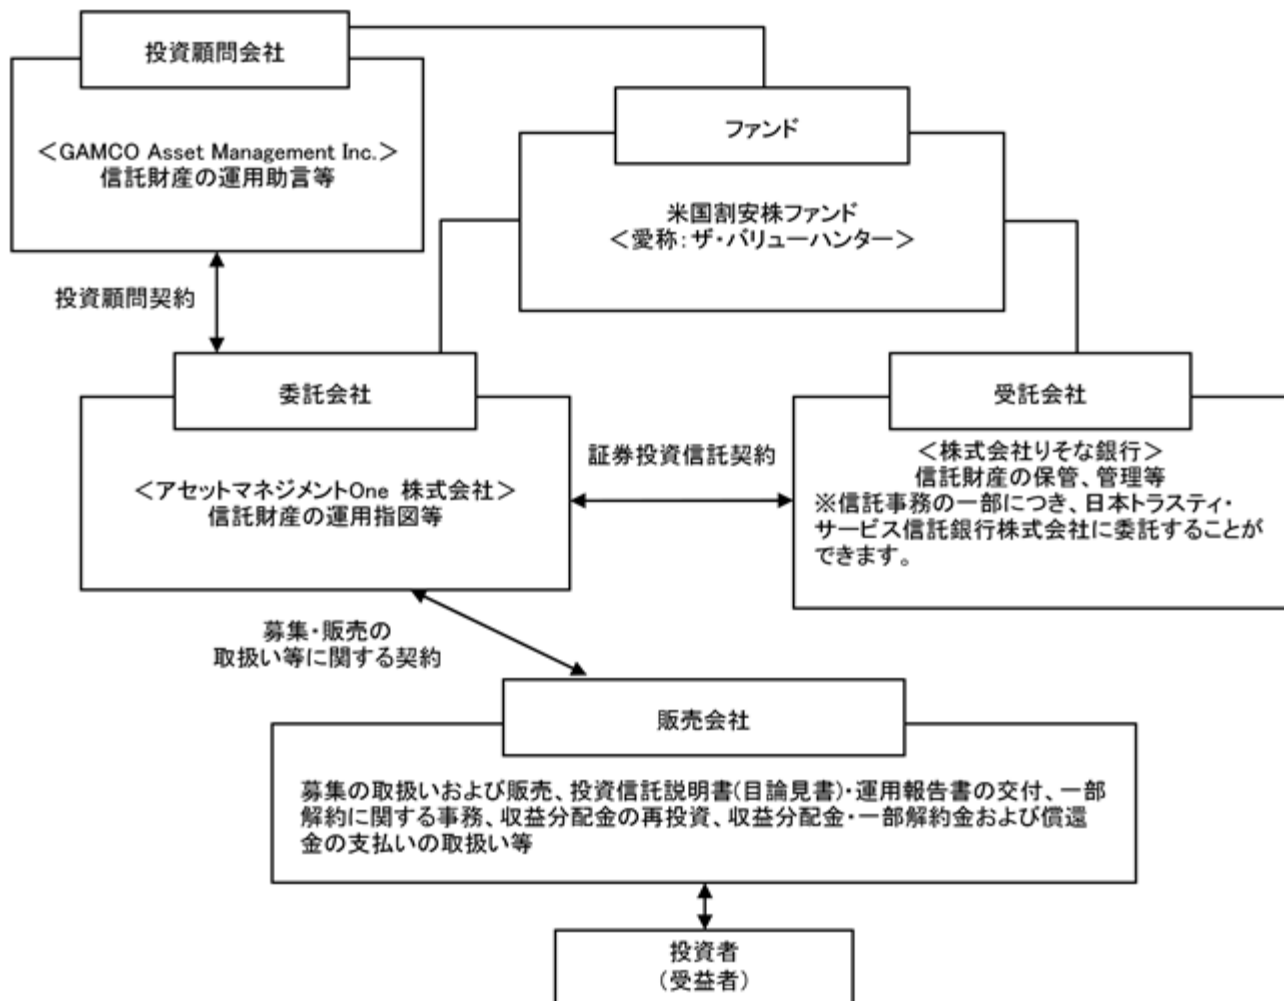 投資顧問会社
<GAMCO Asset Management Inc.>
信託財産の運用助言等
ファンド
米国割安株ファンド
<愛称:ザ・バリューハンター>
投資顧問契約
委託会社
<アセットマネジメントOne 株式会社>
信託財産の運用指図等
証券投資信託契約
受託会社
<株式会社りそな銀行>
信託財産の保管、管理等
※信託事務の一部につき、日本トラスティ・
サービス信託銀行株式会社に委託することが
できます。
募集・販売の
取扱い等に関する契約
販売会社
募集の取扱いおよび販売、投資信託説明書(目論見書)・運用報告書の交付、一部
解約に関する事務、収益分配金の再投資、収益分配金・一部解約金および償還
金の支払いの取扱い等
投資者
(受益者)